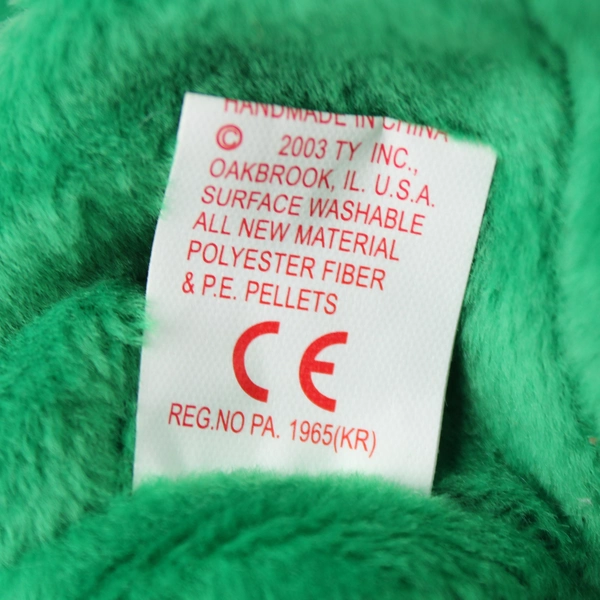 HANDMADE IN CHINA
© 2003 TY INC.,
OAKBROOK, IL. U.S.A.
SURFACE WASHABLE
ALL NEW MATERIAL
POLYESTER FIBER
& P.E. PELLETS
CE
REG.NO PA. 1965(KR)